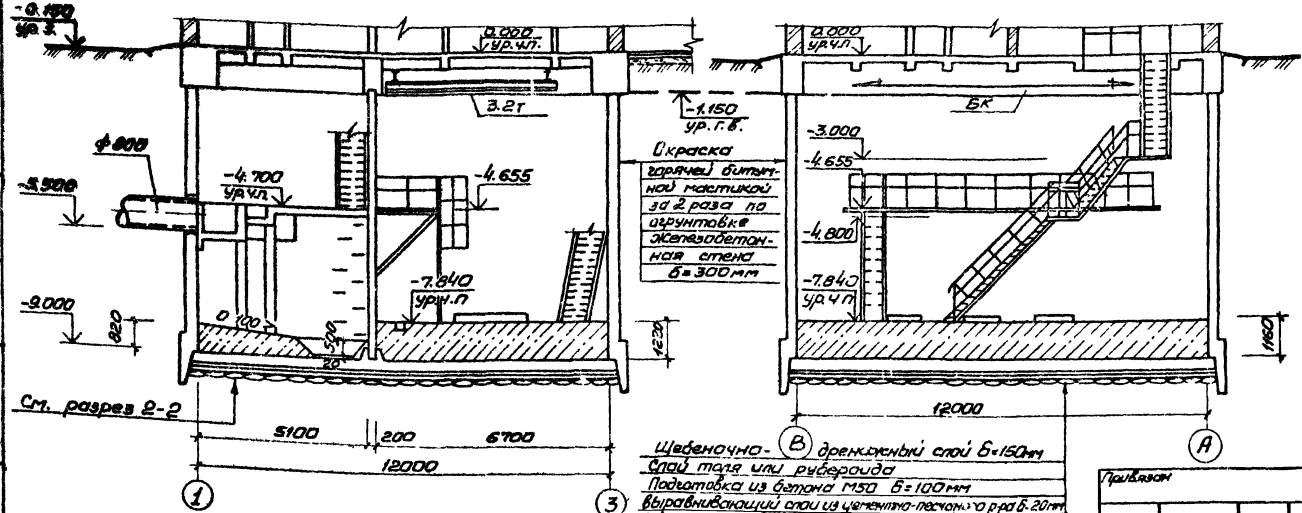 -0.150
ур.з.
0.000
ур.ч.п.
0.000
ур.ч.п.
3.2т
БК
-1.150
ур.г.в.
ф800
-5.500
-4.700
ур.ч.п
-4.655
-3.000
-4.655
Окраска
горячей битум-
ной мастикой
за 2 раза по
огрунтовке
Железобетон-
ная стена
Б=300мм
-4.800
-7.840
ур.ч.п
-7.840
ур.ч.п
-9.000
820
500
20
1220
1160
См. разрез 2-2
5100
200
6700
12000
12000
1
3
В
А
Щебеночно-дренажный слой Б=150мм
Слой толя или рубероида
Подготовка из бетона М50 Б=100мм
Выравнивающий слой из цементно-песчаного р-ра Б.20мм
Привязан